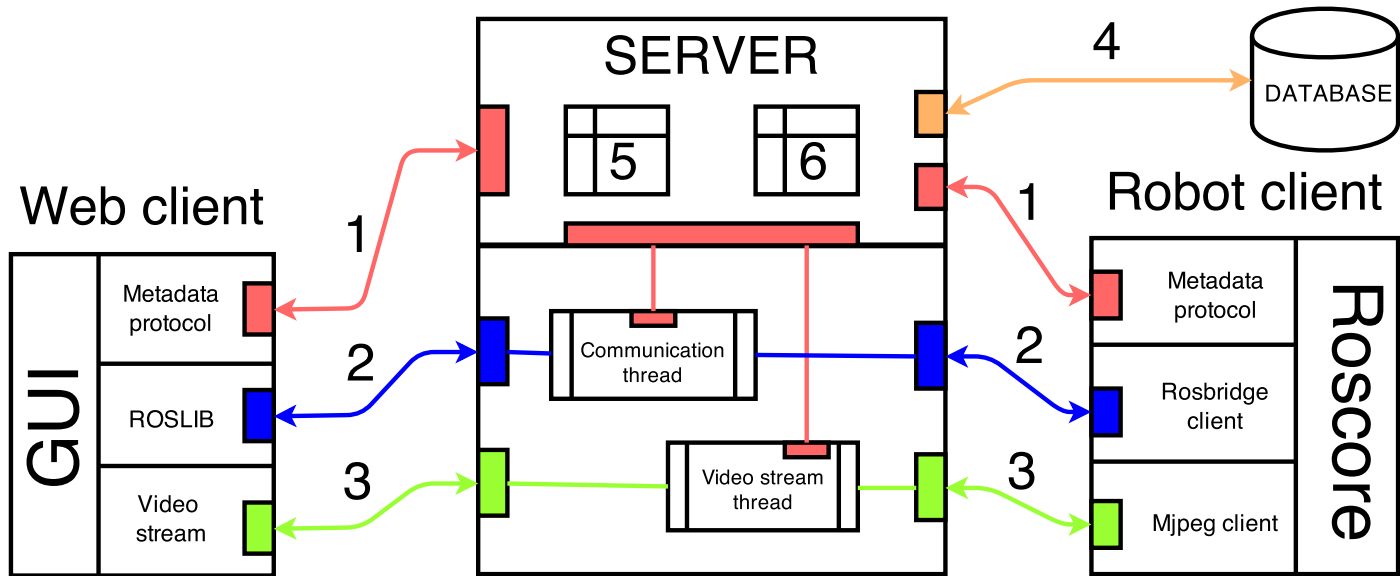 SERVER
4
DATABASE
5
6
Web client
1
1
Robot client
GUI
Metadada
protocol
2
ROSLIB
3
Video
stream
Communication
thread
Video stream
thread
2
3
Metadata
protocol
Rosbridge
client
Mjpeg client
Roscore